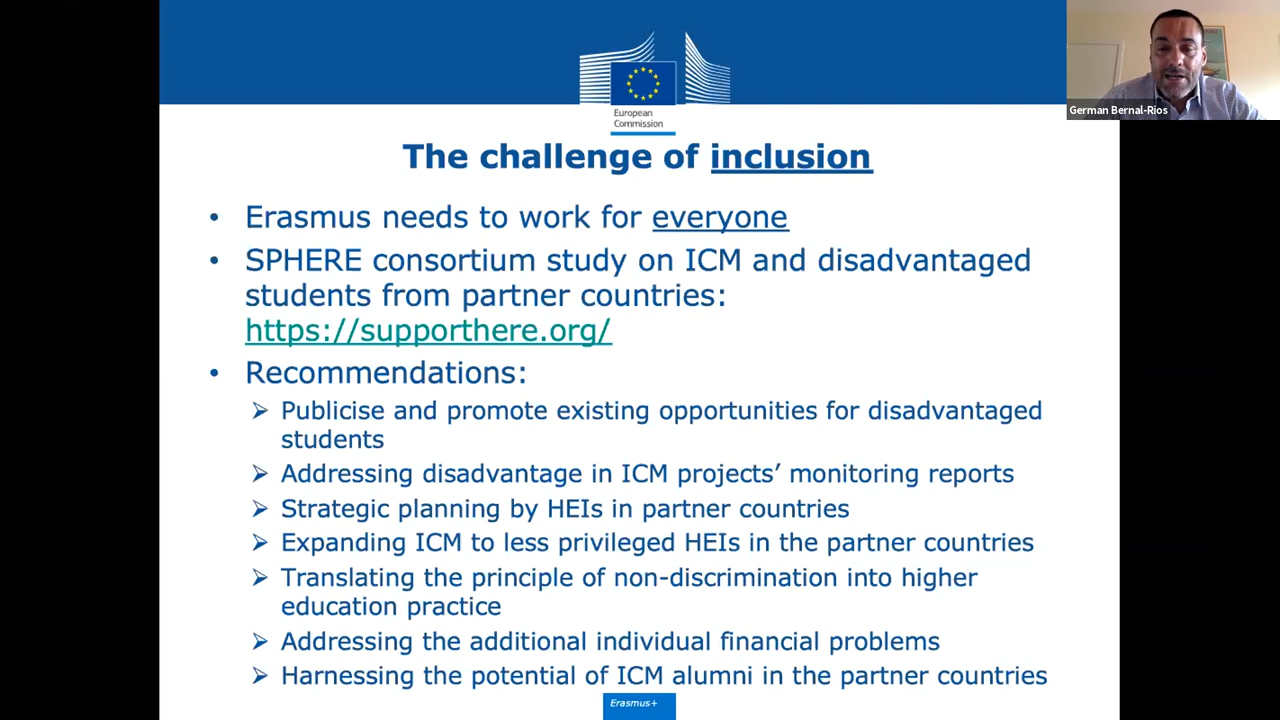 European
Commission
German Bernal-Rios
The challenge of inclusion
• Erasmus needs to work for everyone
• SPHERE consortium study on ICM and disadvantaged
students from partner countries:
https://supporthere.org/
• Recommendations:
➢ Publicise and promote existing opportunities for disadvantaged
students
➢ Addressing disadvantage in ICM projects’ monitoring reports
➢ Strategic planning by HEIs in partner countries
➢ Expanding ICM to less privileged HEIs in the partner countries
➢ Translating the principle of non-discrimination into higher
education practice
➢ Addressing the additional individual financial problems
➢ Harnessing the potential of ICM alumni in the partner countries
Erasmus+